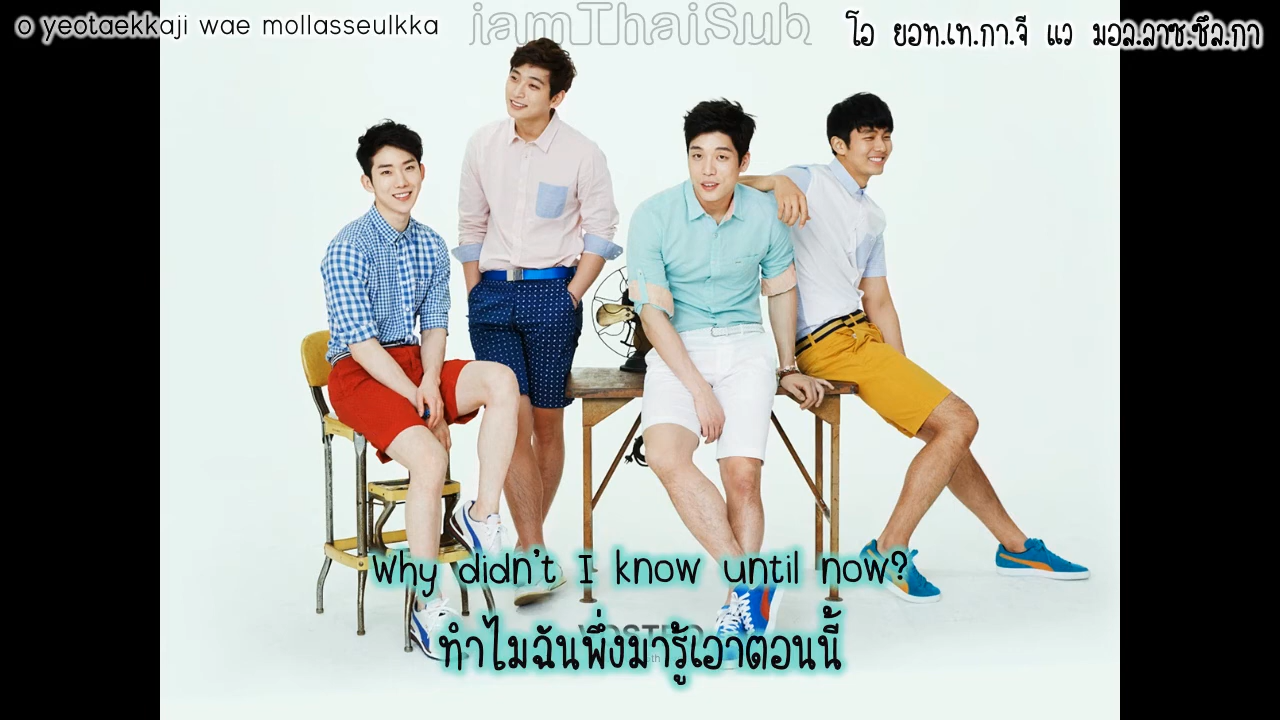 o yeotaekkaji wae mollasseulkka
iamThaiSub
โอ ยอท.เท.กา.จี แว มอล.ลาซ.ซึล.กา
Why didn't I know until now?
ทำไมฉันพึ่งมารู้เอาตอนนี้